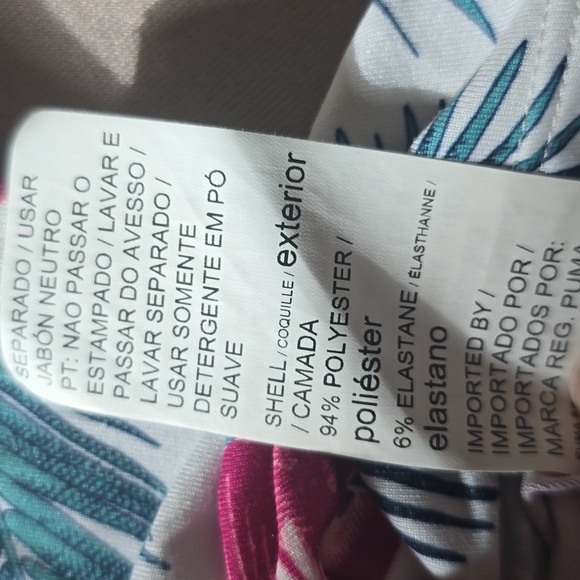 SEPARADO / USAR
JABÓN NEUTRO
PT: NAO PASSAR O
ESTAMPADO / LAVAR E
PASSAR DO AVESSO /
LAVAR SEPARADO /
USAR SOMENTE
DETERGENTE EM PÓ
SUAVE
SHELL / COQUILLE / exterior
/ CAMADA
94% POLYESTER /
poliéster
6% ELASTANE / ÉLASTHANNE /
elastano
IMPORTED BY /
IMPORTADO POR /
IMPORTADOS POR:
MARCA REG. PUMA